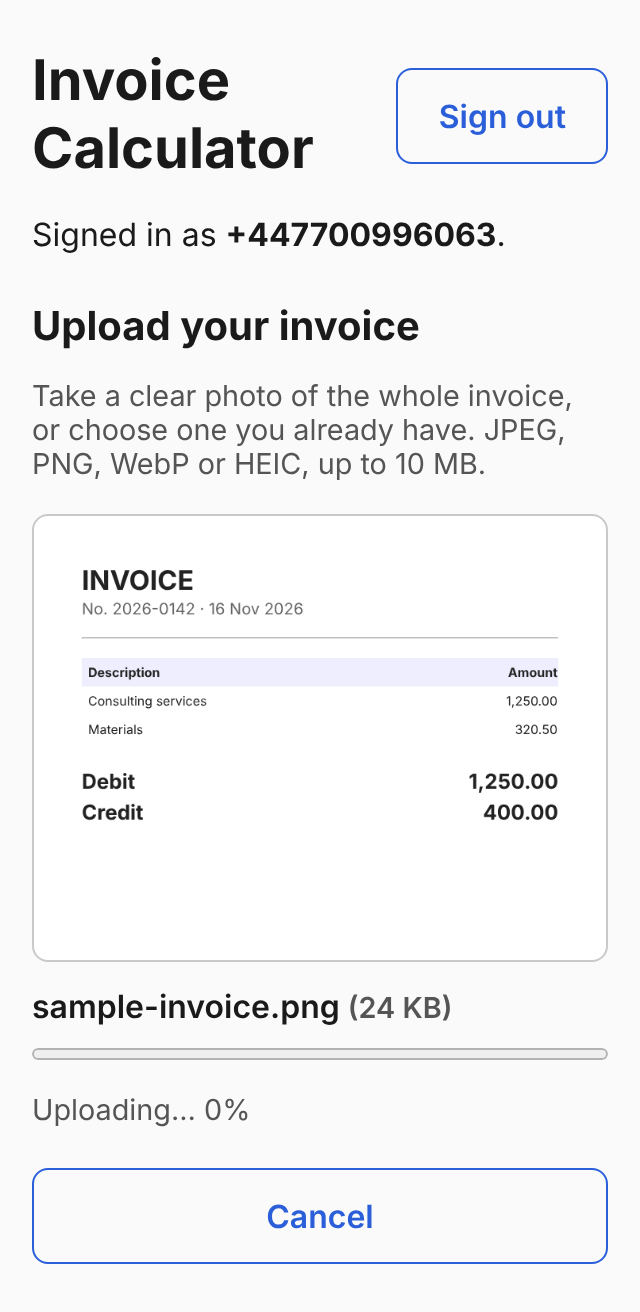 Invoice
Calculator
Sign out
Signed in as +447700996063.
Upload your invoice
Take a clear photo of the whole invoice,
or choose one you already have. JPEG,
PNG, WebP or HEIC, up to 10 MB.
INVOICE
No. 2026-0142 · 16 Nov 2026
Description Amount
Consulting services 1,250.00
Materials 320.50
Debit 1,250.00
Credit 400.00
sample-invoice.png (24 KB)
Uploading... 0%
Cancel